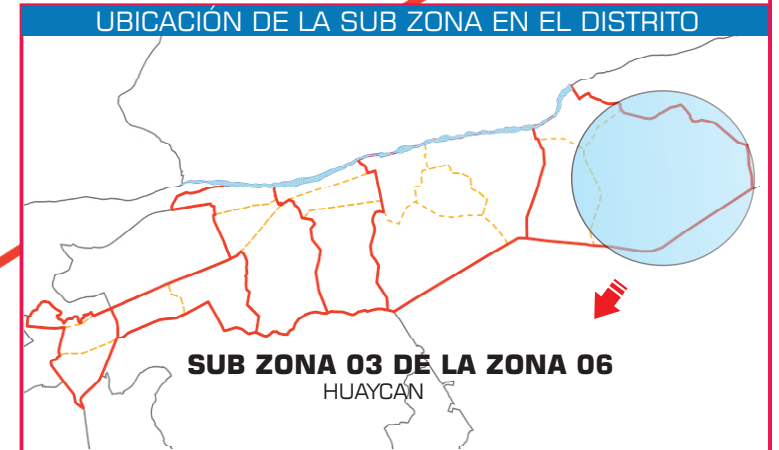 UBICACIÓN DE LA SUB ZONA EN EL DISTRITO
SUB ZONA 03 DE LA ZONA 06
HUAYCAN